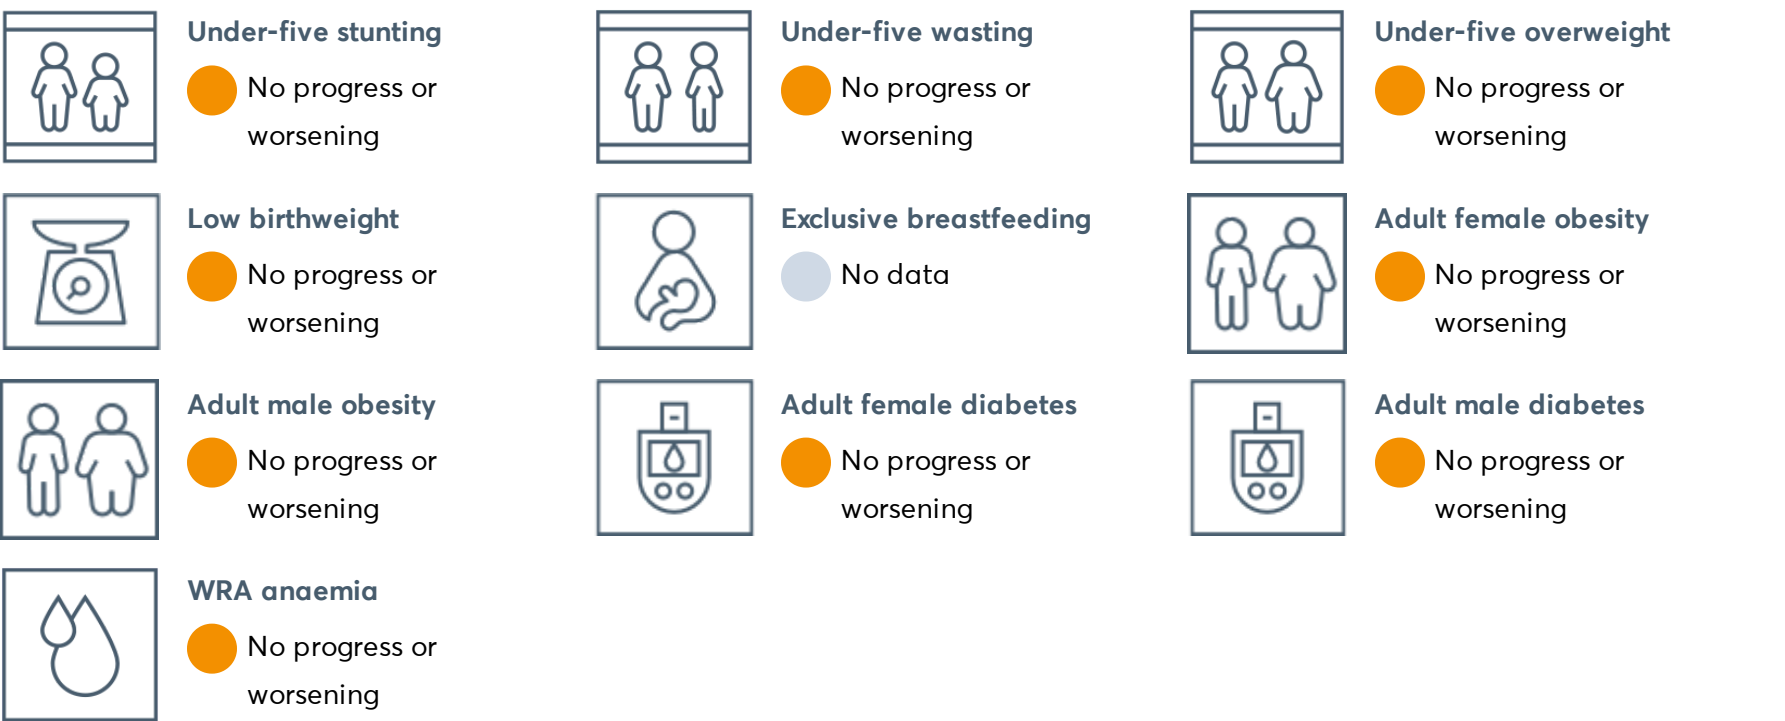 Under-five stunting
No progress or
worsening
Under-five wasting
No progress or
worsening
Under-five overweight
No progress or
worsening
Low birthweight
No progress or
worsening
Exclusive breastfeeding
No data
Adult female obesity
No progress or
worsening
Adult male obesity
No progress or
worsening
Adult female diabetes
No progress or
worsening
Adult male diabetes
No progress or
worsening
WRA anaemia
No progress or
worsening